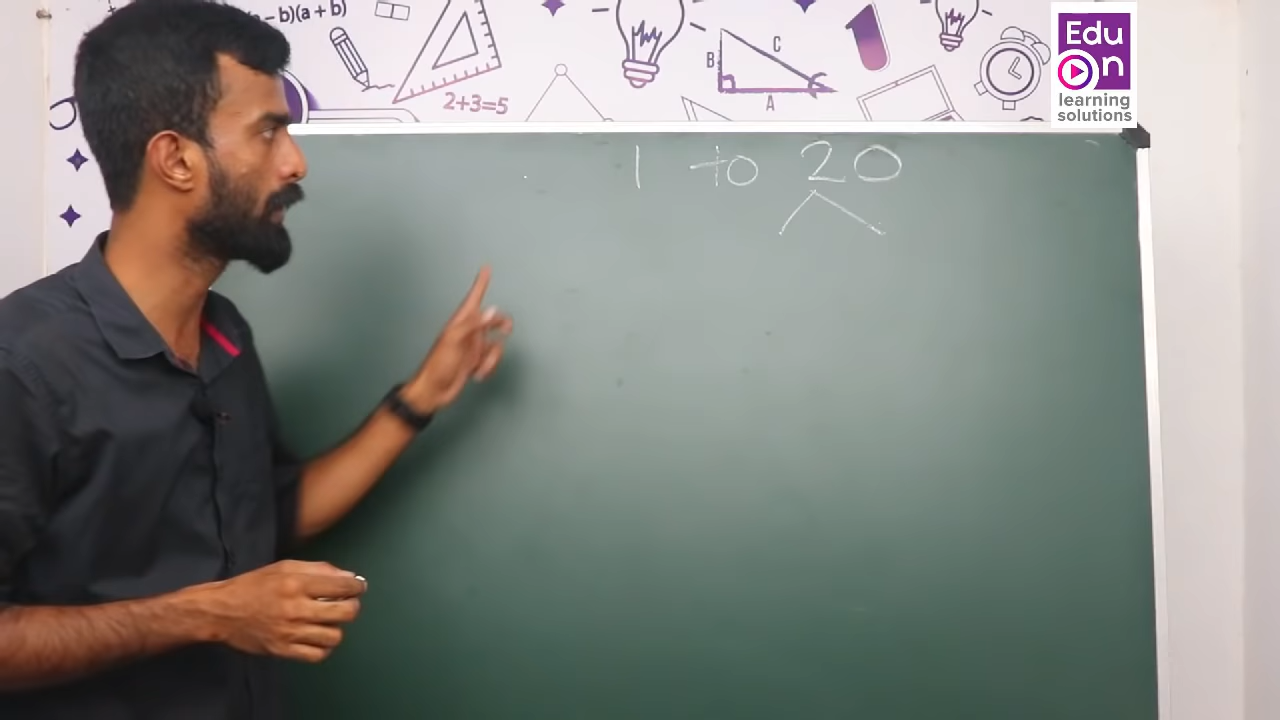 – b)(a + b)
2+3=5
B
C
A
Edu
On
learning
solutions
1 to 20